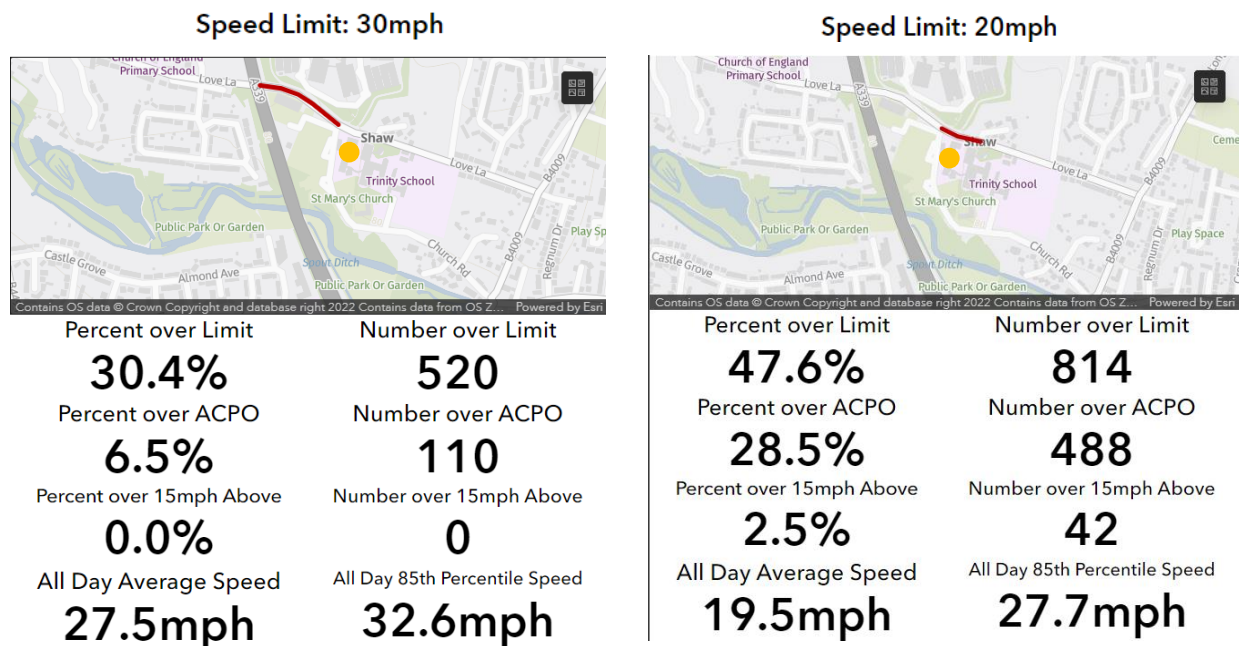 Speed Limit: 30mph
Church of England
Primary School
Love La
A339
Shaw
Love La
Trinity School
B4009
St Mary's Church
Public Park Or Garden
Church Rd
B4009
Regnum Dr
Play Sp
Castle Grove
Almond Ave
Spout Ditch
Public Park Or Garden
Contains OS data © Crown Copyright and database right 2022 Contains data from OS Z... Powered by Esri
Percent over Limit
Number over Limit
30.4%
520
Percent over ACPO
Number over ACPO
6.5%
110
Percent over 15mph Above
Number over 15mph Above
0.0%
0
All Day Average Speed
All Day 85th Percentile Speed
27.5mph
32.6mph
Speed Limit: 20mph
Church of England
Primary School
Love La
A339
Shaw
Ceme
Love La
Trinity School
B4009
St Mary's Church
Public Park Or Garden
Church Rd
B4009
Regnum Dr
Play Space
Castle Grove
Almond Ave
Spout Ditch
Public Park Or Garden
Contains OS data © Crown Copyright and database right 2022 Contains data from OS Z... Powered by Esri
Percent over Limit
Number over Limit
47.6%
814
Percent over ACPO
Number over ACPO
28.5%
488
Percent over 15mph Above
Number over 15mph Above
2.5%
42
All Day Average Speed
All Day 85th Percentile Speed
19.5mph
27.7mph